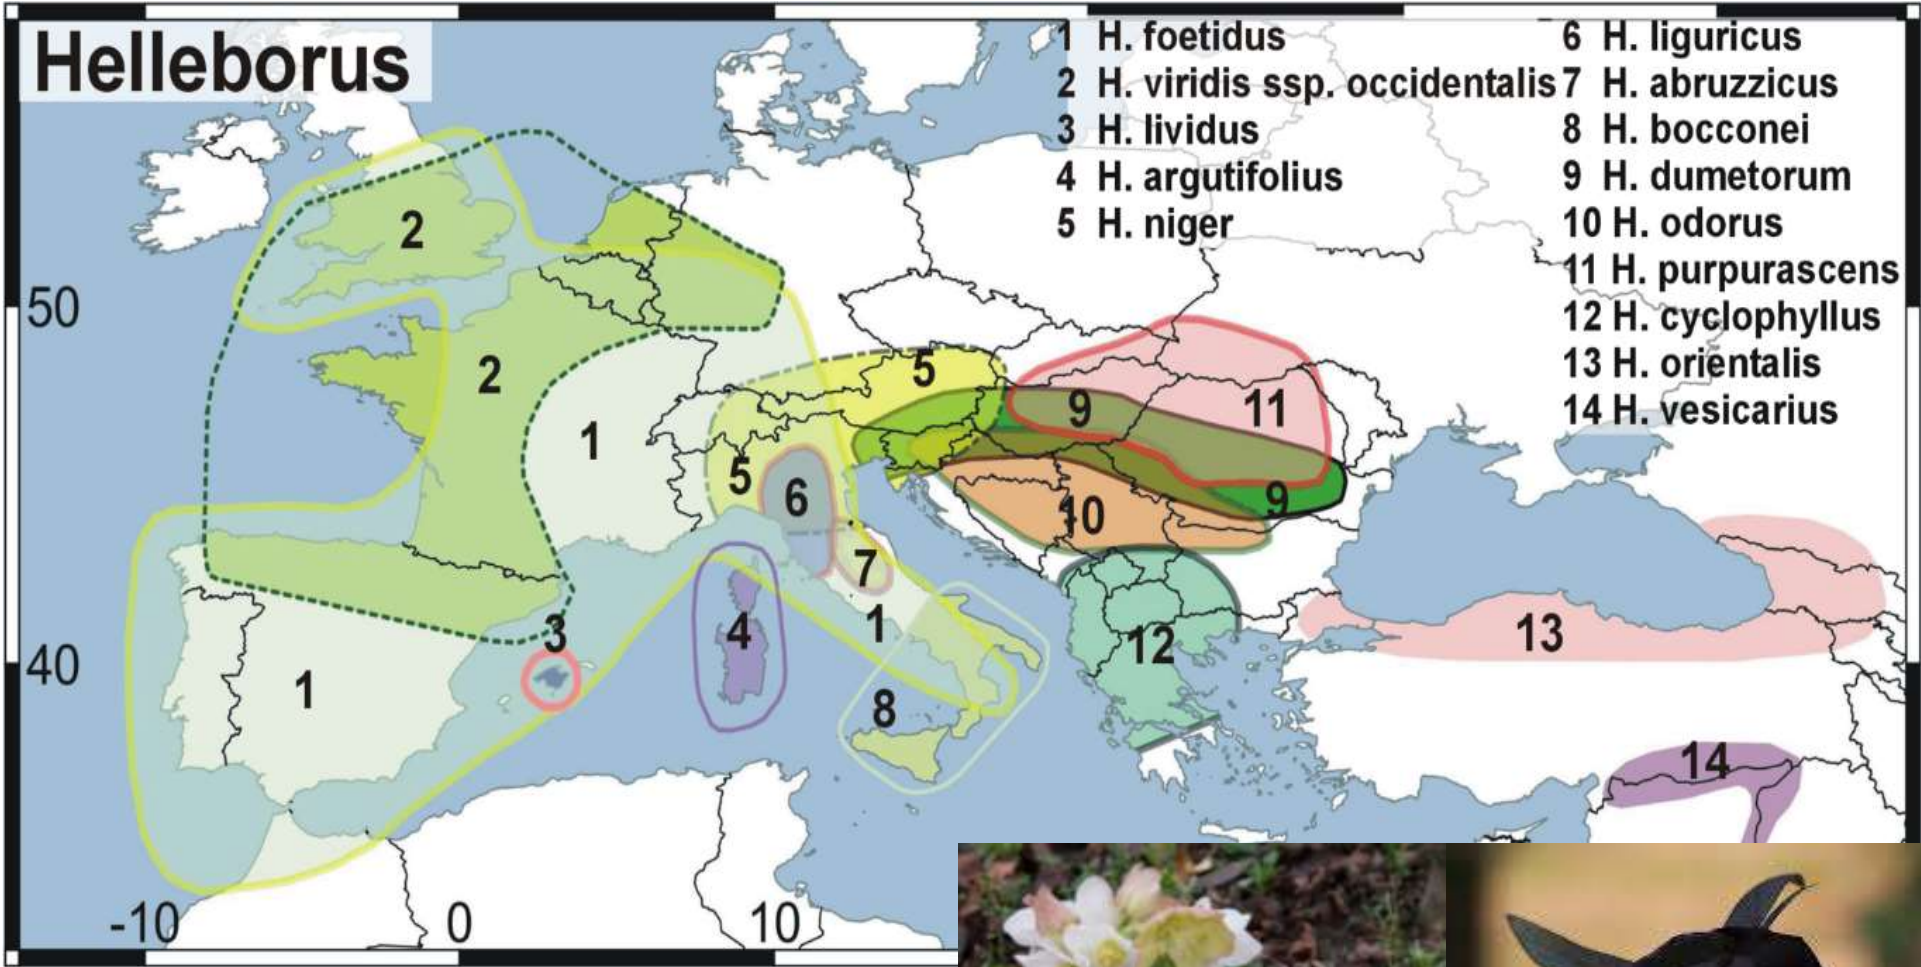 Helleborus
1 H. foetidus
2 H. viridis ssp. occidentalis
3 H. lividus
4 H. argutifolius
5 H. niger
6 H. liguricus
7 H. abruzzicus
8 H. bocconei
9 H. dumetorum
10 H. odorus
11 H. purpurascens
12 H. cyclophyllus
13 H. orientalis
14 H. vesicarius
2
50
2
5
9
11
1
5
6
9
10
7
3
1
4
12
13
40
1
8
14
-10
0
10